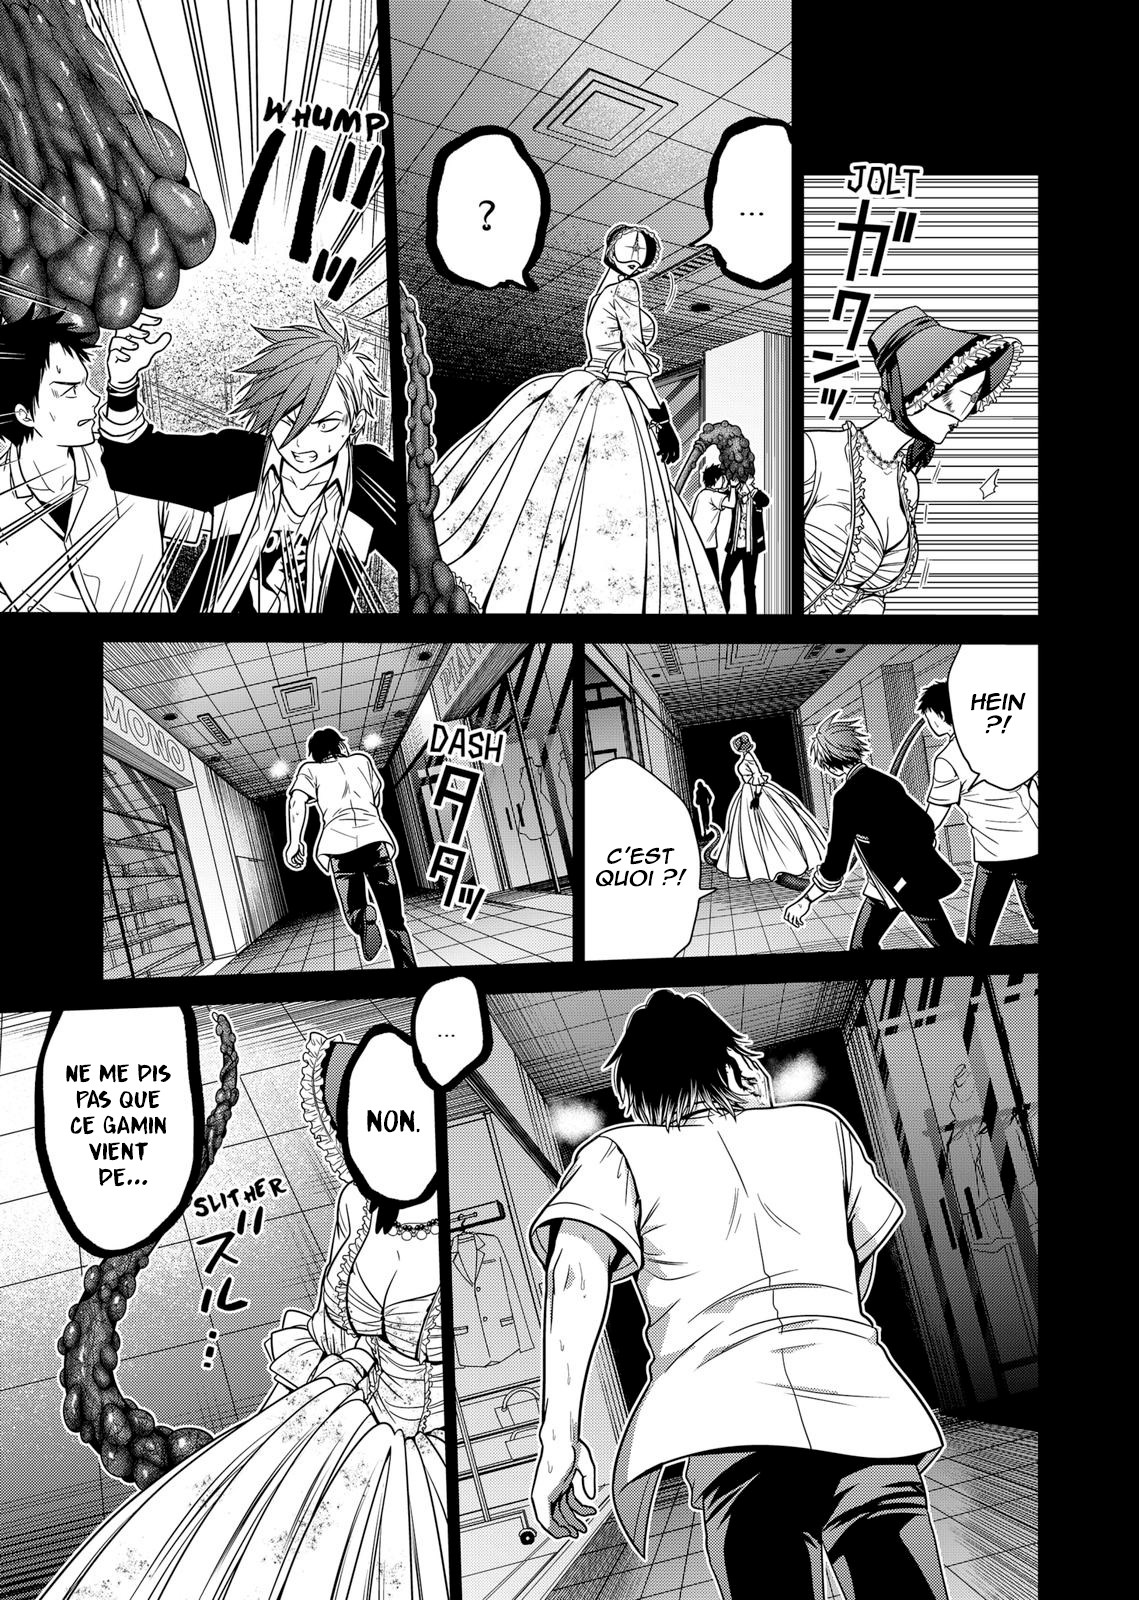 JOLT
ガクンッ
...
?
WHUMP
バッ
HEIN
?!
C'EST
QUOI ?!
DASH
タタタッ
MONO
...
NON.
NE ME DIS
PAS QUE
CE GAMIN
VIENT
DE...
SLITHER
ズル...